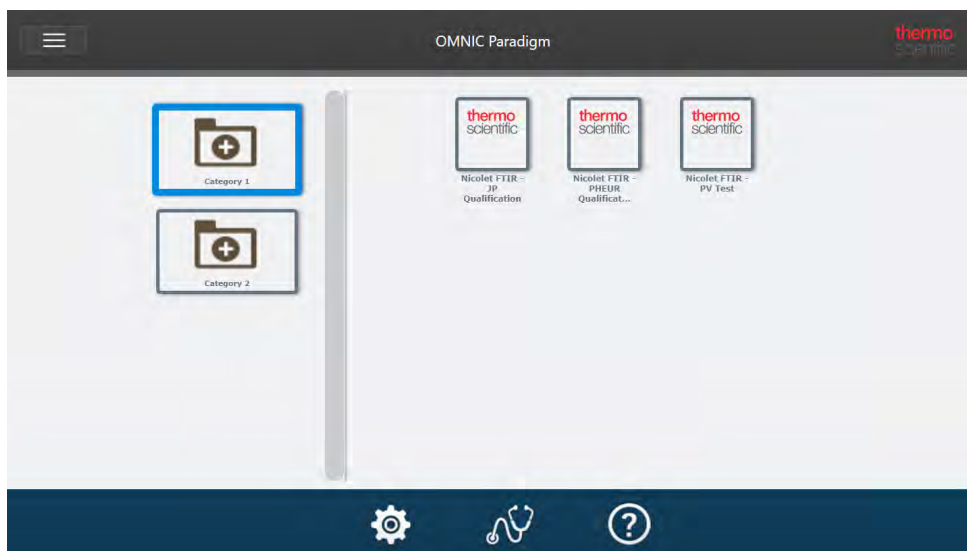 OMNIC Paradigm
thermo
scientific
Category 1
Category 2
thermo
scientific
Nicolet FTIR -
JP
Qualification
thermo
scientific
Nicolet FTIR -
PHEUR
Qualificat...
thermo
scientific
Nicolet FTIR -
PV Test